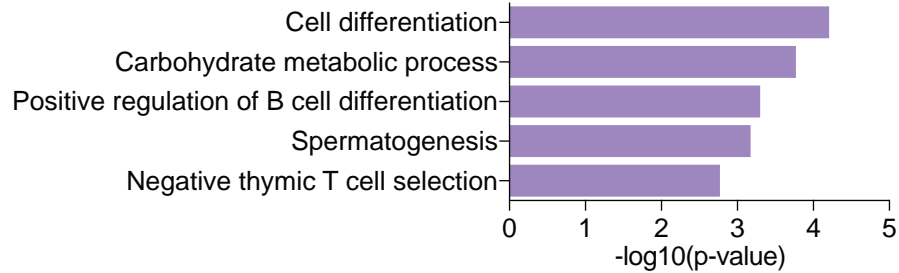 Cell differentiation
Carbohydrate metabolic process
Positive regulation of B cell differentiation
Spermatogenesis
Negative thymic T cell selection
0 1 2 3 4 5
-log10(p-value)